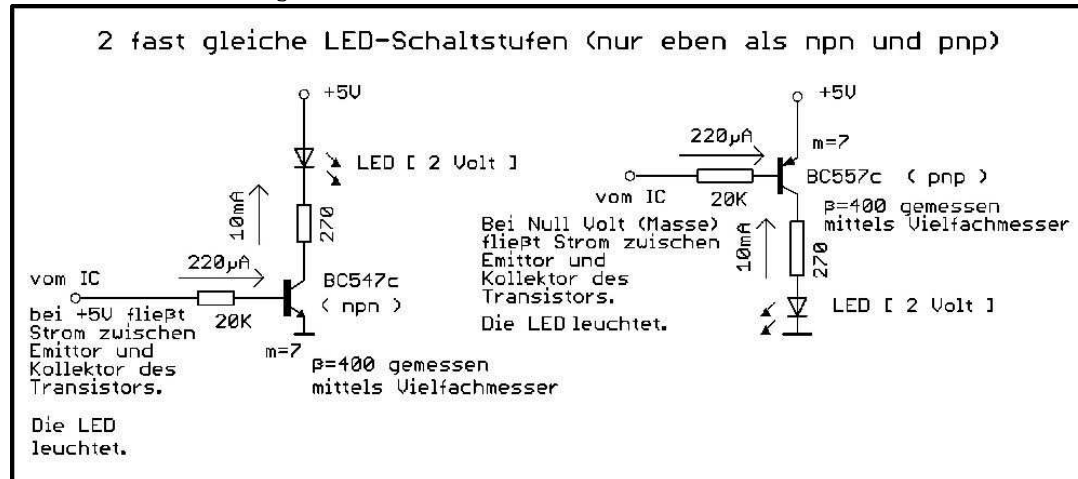 2 fast gleiche LED-Schaltstufen (nur eben als npn und pnp)
+5V
LED [ 2 Volt ]
10mA
270
220µA
vom IC
20K
BC547c
( npn )
bei +5V fließt
Strom zwischen
Emittor und
Kollektor des
Transistors.
m=7
β=400 gemessen
mittels Vielfachmesser
Die LED
leuchtet.
+5V
220µA
m=7
vom IC
20K
BC557c ( pnp )
β=400 gemessen
mittels Vielfachmesser
Bei Null Volt (Masse)
fließt Strom zwischen
Emittor und
Kollektor des
Transistors.
Die LED leuchtet.
10mA
270
LED [ 2 Volt ]